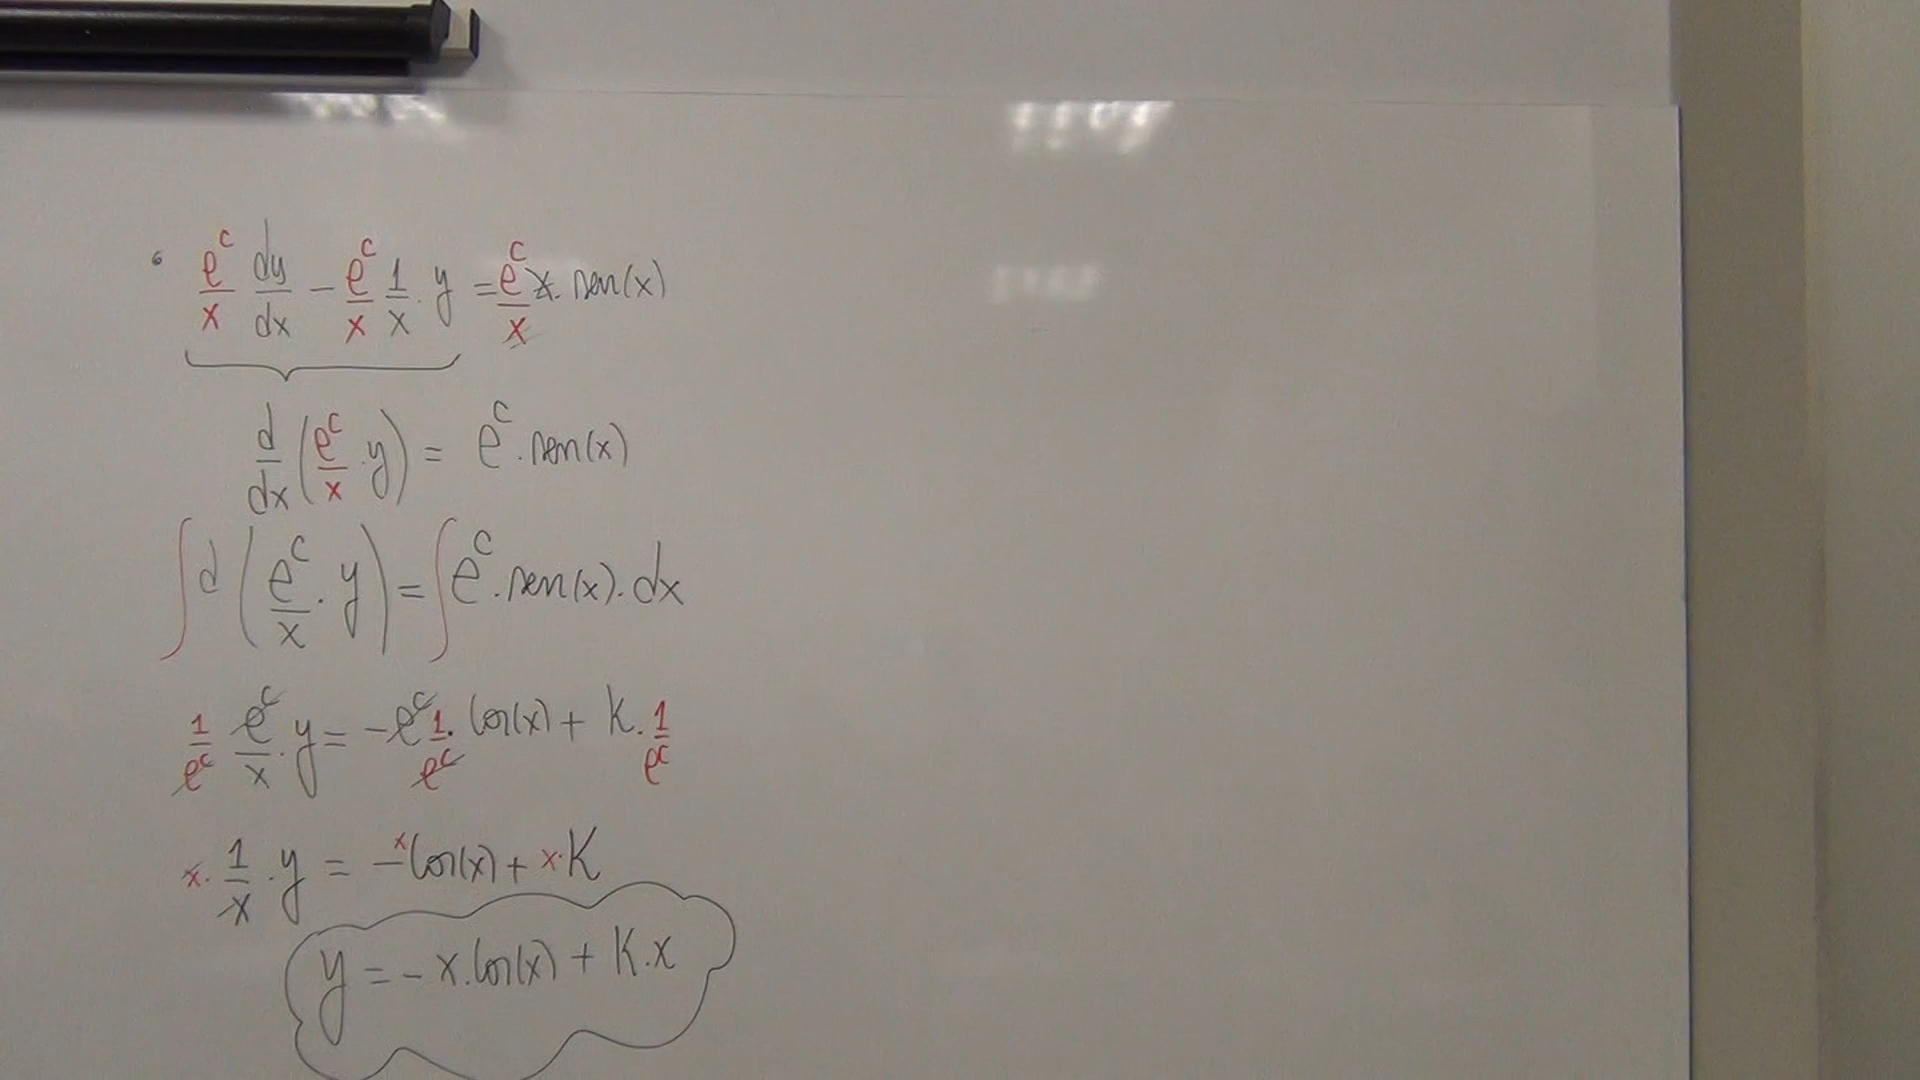 e^c/x dy/dx - e^c/x 1/x . y = e^c/x x . sen(x)
d/dx (e^c/x . y) = e^c . sen(x)
∫ d (e^c/x . y) = ∫ e^c . sen(x) . dx
1/e^c e^c/x . y = - e^c 1/e^c . cos(x) + K . 1/e^c
x . 1/x . y = - x cos(x) + x . K
y = - x . cos(x) + K . x